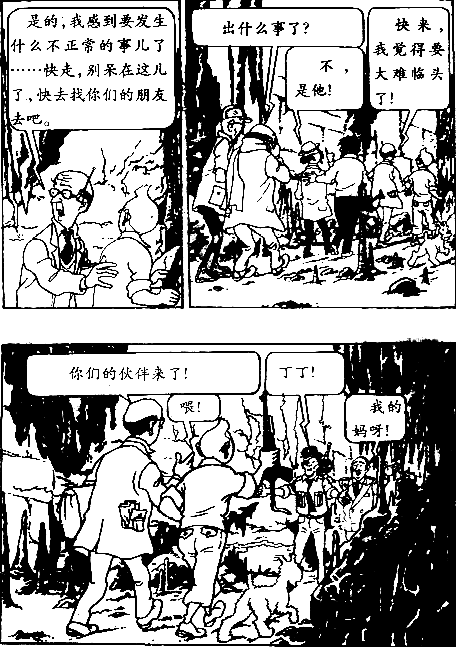 是的，我感到要发生
什么不正常的事儿了
……快走，别呆在这儿
了，快去找你们的朋友
去吧。
出什么事了？
不，
是他！
快来，
我觉得要
大难临头
了！
你们的伙伴来了！
喂！
丁丁！
我的
妈呀！